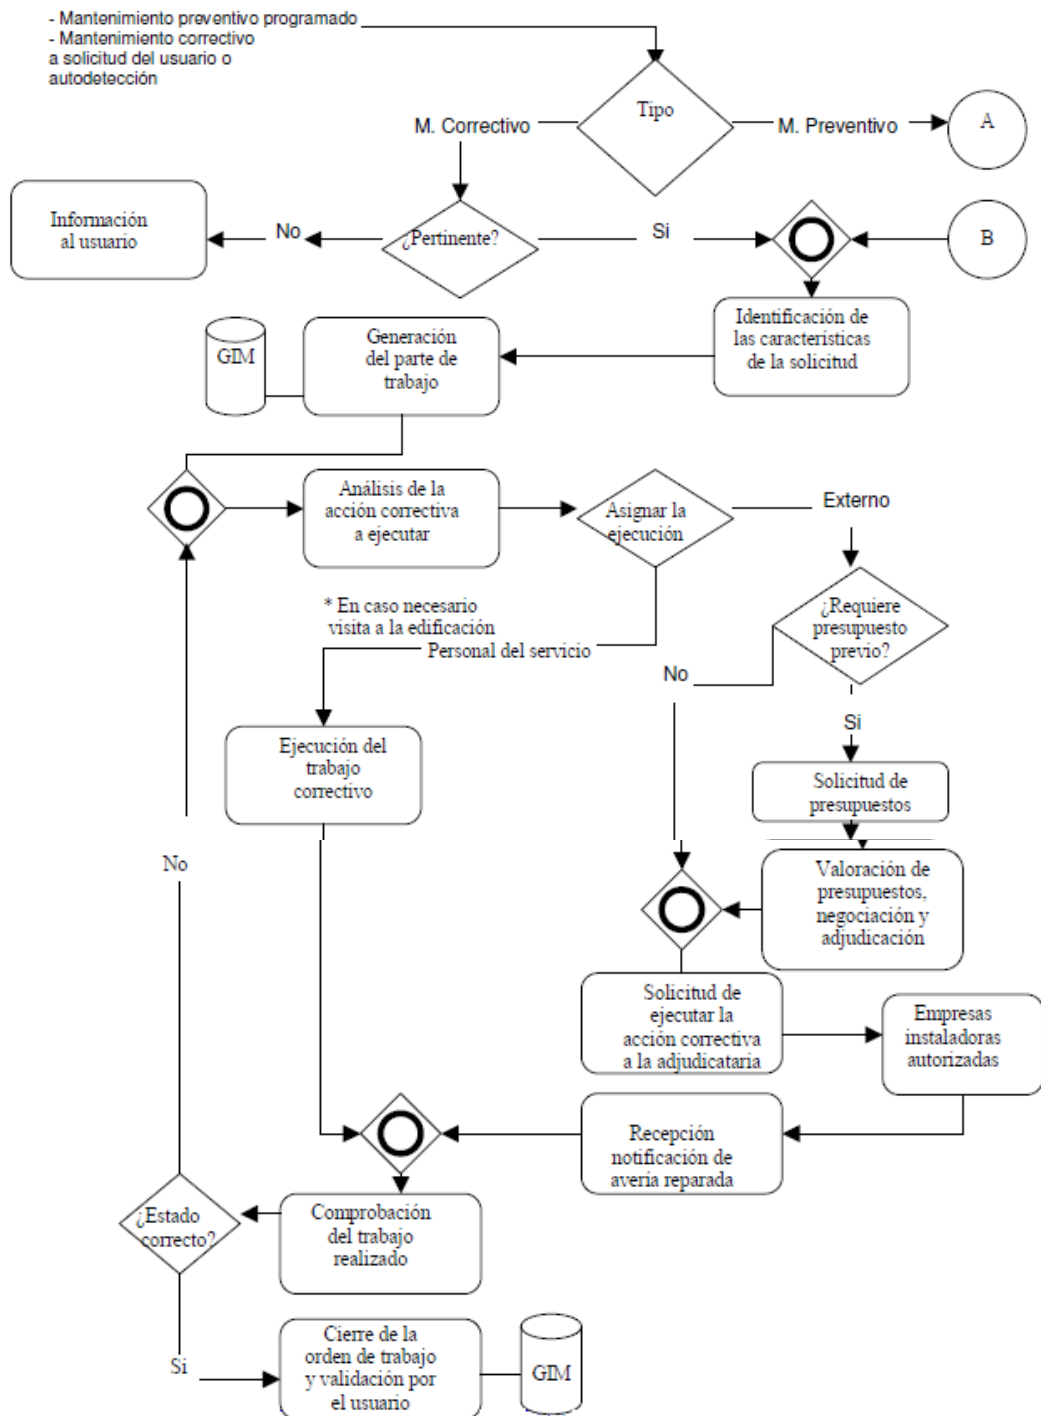 - Mantenimiento preventivo programado
- Mantenimiento correctivo
a solicitud del usuario o
autodetección
Tipo
M. Correctivo
M. Preventivo
A
Información
al usuario
No
¿Pertinente?
Si
B
Identificación de
las características
de la solicitud
Generación
del parte de
trabajo
GIM
Análisis de la
acción correctiva
a ejecutar
Asignar la
ejecución
Externo
* En caso necesario
visita a la edificación
Personal del servicio
¿Requiere
presupuesto
previo?
No
Si
Ejecución del
trabajo
correctivo
Solicitud de
presupuestos
No
Valoración de
presupuestos,
negociación y
adjudicación
Solicitud de
ejecutar la
acción correctiva
a la adjudicataria
Empresas
instaladoras
autorizadas
Recepción
notificación de
avería reparada
¿Estado
correcto?
Comprobación
del trabajo
realizado
Si
Cierre de la
orden de trabajo
y validación por
el usuario
GIM